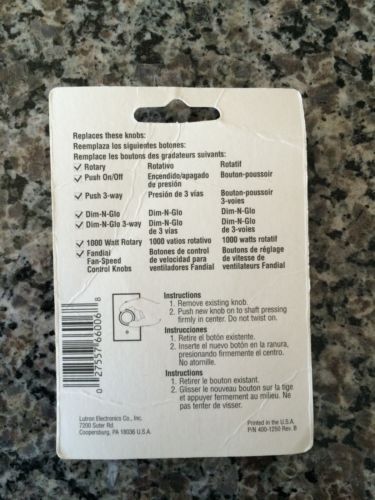 Replaces these knobs:
Reemplaza los siguientes botones:
Remplace les boutons des gradateurs suivants:
✓ Rotary Rotativo Rotatif
✓ Push On/Off Encendido/apagado de presión Bouton-poussoir
✓ Push 3-way Presión de 3 vías Bouton-poussoir 3-voies
✓ Dim-N-Glo Dim-N-Glo Dim-N-Glo
✓ Dim-N-Glo 3-way Dim-N-Glo de 3 vías Dim-N-Glo de 3-voies
✓ 1000 Watt Rotary 1000 vatios rotativo 1000 watts rotatif
✓ Fandial Fan-Speed Control Knobs Botones de control de velocidad para ventiladores Fandial Boutons de réglage de vitesse de ventilateurs Fandial
0 27557 66006 8
Instructions
1. Remove existing knob.
2. Push new knob on to shaft pressing
firmly in center. Do not twist on.
Instrucciones
1. Retire el botón existente.
2. Inserte el nuevo botón en la ranura,
presionando firmemente el centro.
No atornille.
Instructions
1. Retirer le bouton existant.
2. Glisser le nouveau bouton sur la tige
et appuyer fermement au milieu. Ne
pas tenter de visser.
Lutron Electronics Co., Inc.
7200 Suter Rd.
Coopersburg, PA 18036 U.S.A.
Printed in the U.S.A.
P/N 400-1250 Rev. B